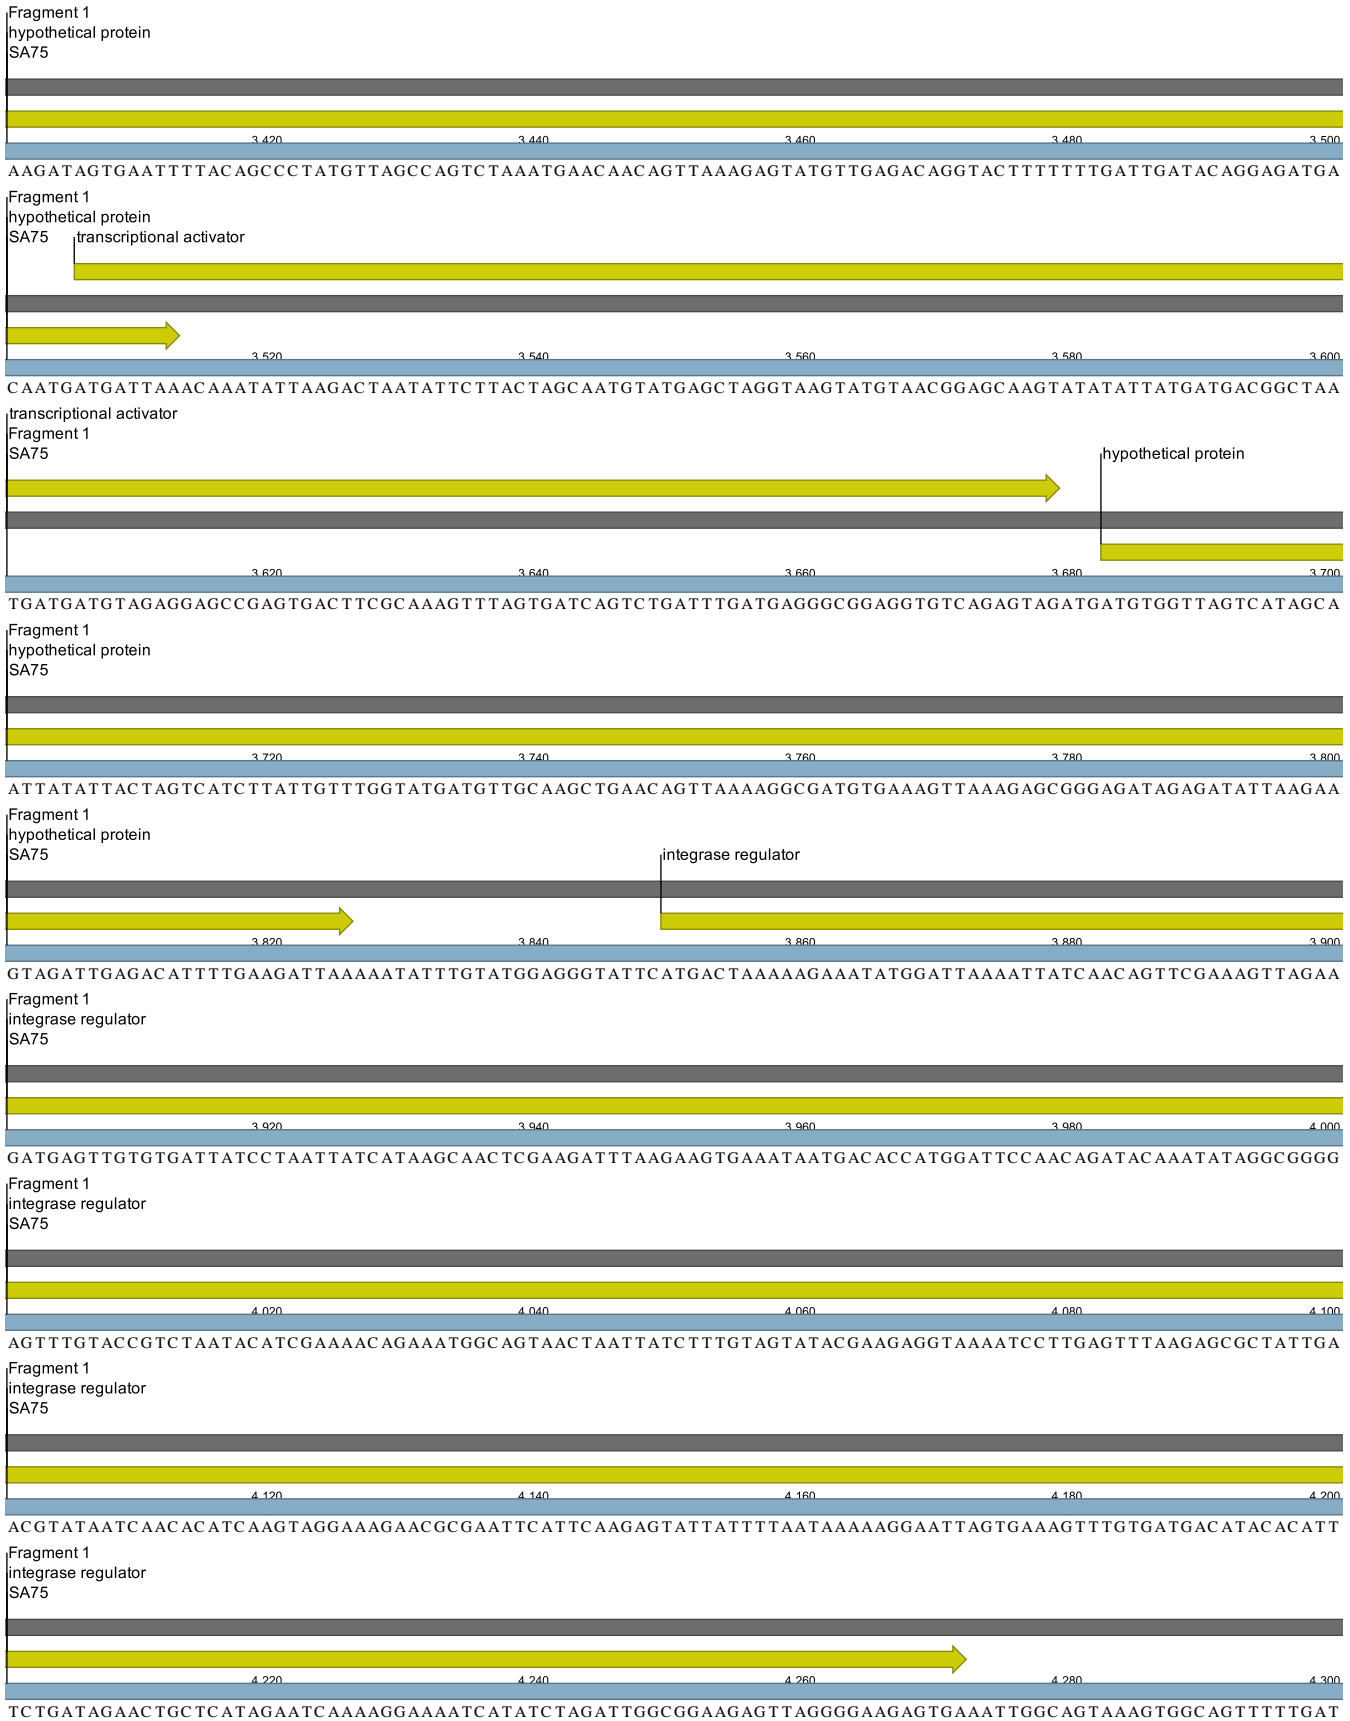 Fragment 1
hypothetical protein
SA75
3.420 3.440 3.460 3.480 3.500
AAGATAGTGAATTTTACAGCCCTATGTTAGCCAGTCTAAATGAACAACAGTTAAAGAGTATGTTGAGACAGGTACTTTTTTTGATTGATACAGGAGATGA
Fragment 1
hypothetical protein
SA75 transcriptional activator
3.520 3.540 3.560 3.580 3.600
CAATGATGATTAAACAAATATTAAGACTAATATTCTTACTAGCAATGTATGAGCTAGGTAAGTATGTAACGGAGCAAGTATATATTATGATGACGGCTAA
transcriptional activator
Fragment 1
SA75 hypothetical protein
3.620 3.640 3.660 3.680 3.700
TGATGATGTAGAGGAGCCGAGTGACTTCGCAAAGTTTAGTGATCAGTCTGATTTGATGAGGGCGGAGGTGTCAGAGTAGATGATGTGGTTAGTCATAGCA
Fragment 1
hypothetical protein
SA75
3.720 3.740 3.760 3.780 3.800
ATTATATTACTAGTCATCTTATTGTTTGGTATGATGTTGCAAGCTGAACAGTTAAAAGGCGATGTGAAAGTTAAAGAGCGGGAGATAGAGATATTAAGAA
Fragment 1
hypothetical protein
SA75 integrase regulator
3.820 3.840 3.860 3.880 3.900
GTAGATTGAGACATTTTGAAGATTAAAAATATTTGTATGGAGGGTATTCATGACTAAAAAGAAATATGGATTAAAATTATCAACAGTTCGAAAGTTAGAA
Fragment 1
integrase regulator
SA75
3.920 3.940 3.960 3.980 4.000
GATGAGTTGTGTGATTATCCTAATTATCATAAGCAACTCGAAGATTTAAGAAGTGAAATAATGACACCATGGATTCCAACAGATACAAATATAGGCGGGG
Fragment 1
integrase regulator
SA75
4.020 4.040 4.060 4.080 4.100
AGTTTGTACCGTCTAATACATCGAAAACAGAAATGGCAGTAACTAATTATCTTTGTAGTATACGAAGAGGTAAAATCCTTGAGTTTAAGAGCGCTATTGA
Fragment 1
integrase regulator
SA75
4.120 4.140 4.160 4.180 4.200
ACGTATAATCAACACATCAAGTAGGAAAGAACGCGAATTCATTCAAGAGTATTATTTTAATAAAAAGGAATTAGTGAAAGTTTGTGATGACATACACATT
Fragment 1
integrase regulator
SA75
4.220 4.240 4.260 4.280 4.300
TCTGATAGAACTGCTCATAGAATCAAAAGGAAAATCATATCTAGATTGGCGGAAGAGTTAGGGGAAGAGTGAAATTGGCAGTAAAGTGGCAGTTTTTGAT